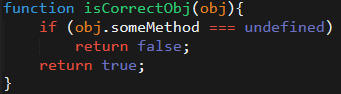 function isCorrectObj(obj){
    if (obj.someMethod === undefined)
        return false;
    return true;
}